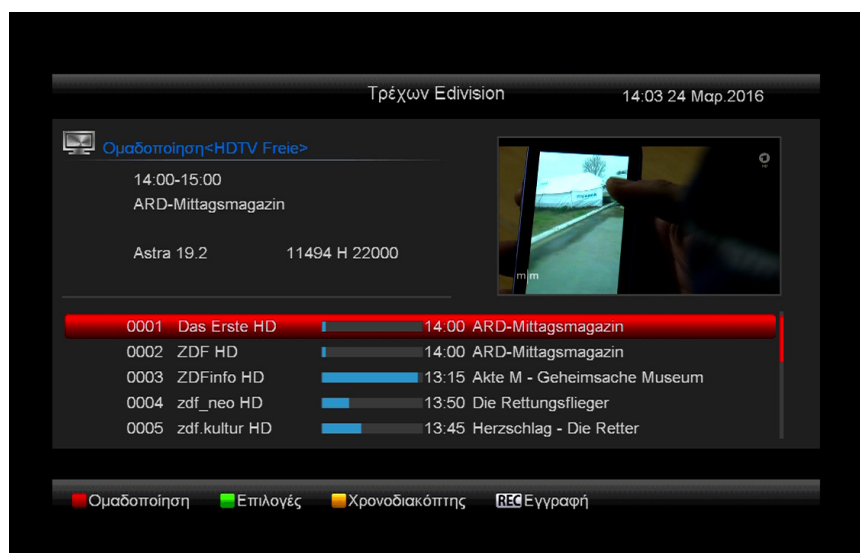 Τρέχων Edivision 14:03 24 Μαρ.2016
Ομαδοποίηση<HDTV Freie>
14:00-15:00
ARD-Mittagsmagazin
Astra 19.2 11494 H 22000
m|m
0001 Das Erste HD 14:00 ARD-Mittagsmagazin
0002 ZDF HD 14:00 ARD-Mittagsmagazin
0003 ZDFinfo HD 13:15 Akte M - Geheimsache Museum
0004 zdf_neo HD 13:50 Die Rettungsflieger
0005 zdf.kultur HD 13:45 Herzschlag - Die Retter
Ομαδοποίηση Επιλογές Χρονοδιακόπτης REC Εγγραφή